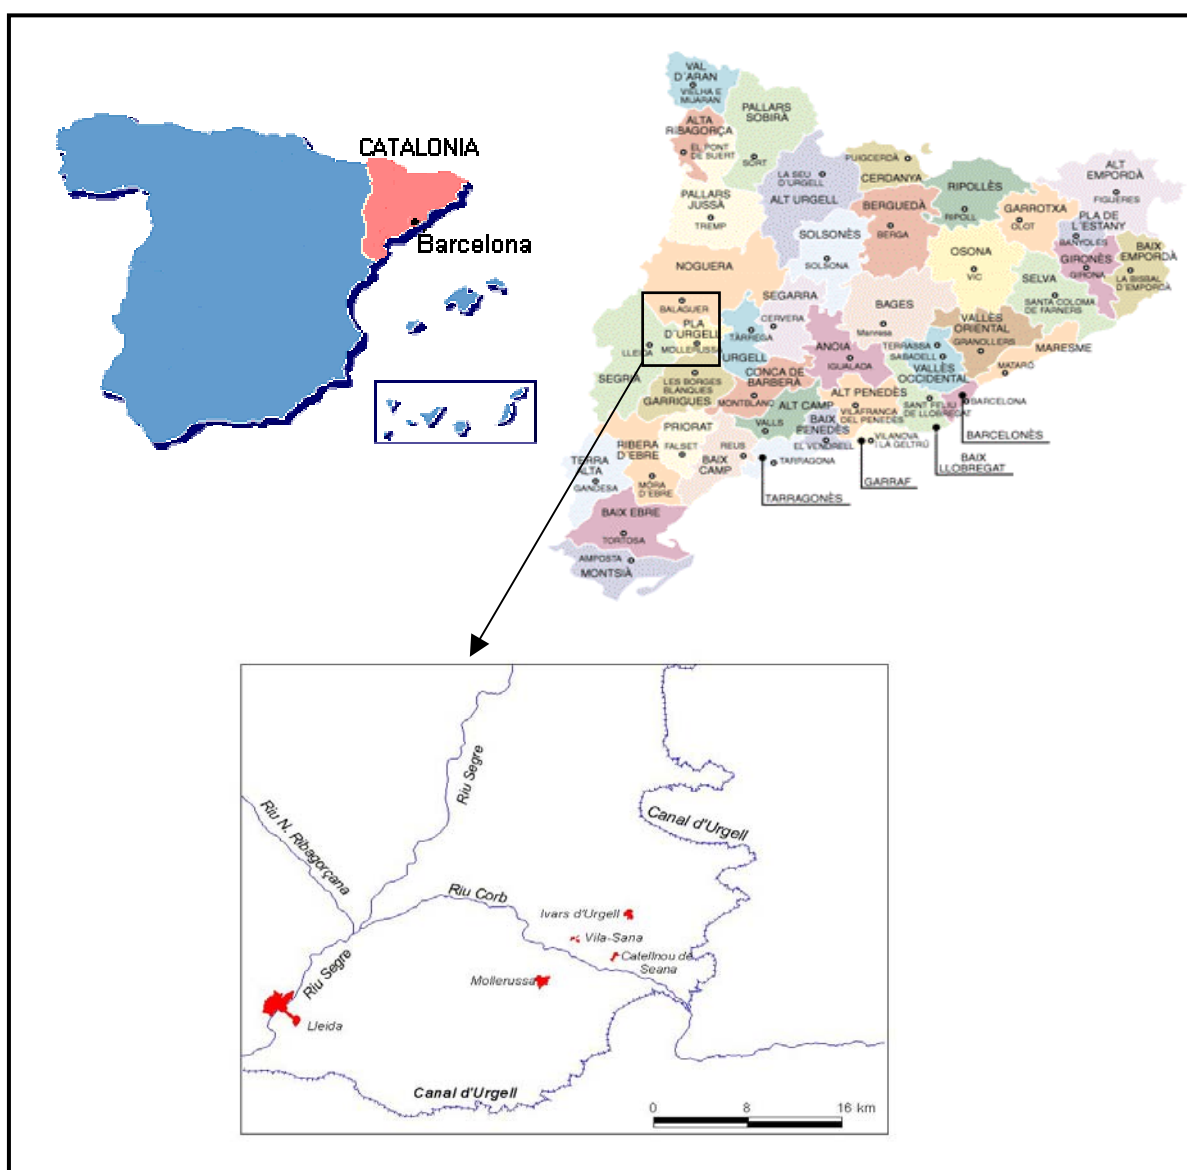 CATALONIA
Barcelona
VAL
D´ARAN
VIELHA E
MIJARAN
ALTA
RIBAGORÇA
EL PONT
DE SUERT
PALLARS
SOBIRÀ
SORT
PALLARS
JUSSÀ
TREMP
LA SEU
D´URGELL
ALT URGELL
PUIGCERDÀ
CERDANYA
RIPOLLÈS
RIPOLL
ALT
EMPORDÀ
FIGUERES
GARROTXA
OLOT
PLA DE
L´ESTANY
BANYOLES
BERGUEDÀ
BERGA
SOLSONÈS
SOLSONA
OSONA
VIC
GIRONÈS
GIRONA
BAIX
EMPORDÀ
LA BISBAL
D´EMPORDÀ
NOGUERA
BALAGUER
SELVA
SANTA COLOMA
DE FARNERS
SEGARRA
CERVERA
BAGES
Manresa
PLA
D´URGELL
MOLLERUSSA
TÀRREGA
URGELL
LLEIDA
SEGRIÀ
ANOIA
IGUALADA
VALLÈS
ORIENTAL
GRANOLLERS
TERRASSA
SABADELL
VALLÈS
OCCIDENTAL
MARESME
MATARÓ
LES BORGES
BLANQUES
GARRIGUES
CONCA DE
BARBERÀ
MONTBLANC
ALT PENEDÈS
VILAFRANCA
DEL PENEDÈS
SANT FELIU
DE LLOBREGAT
BARCELONA
ALT CAMP
VALLS
BAIX
PENEDÈS
EL VENDRELL
VILANOVA
I LA GELTRÚ
BARCELONÈS
BAIX
LLOBREGAT
GARRAF
PRIORAT
FALSET
REUS
BAIX
CAMP
TARRAGONA
TARRAGONÈS
RIBERA
D´EBRE
MÓRA
D´EBRE
TERRA
ALTA
GANDESA
BAIX EBRE
TORTOSA
AMPOSTA
MONTSIÀ
Riu Segre
Riu N. Ribagorçana
Canal d'Urgell
Riu Corb
Ivars d'Urgell
Vila-Sana
Catellnou de
Seana
Mollerussa
Riu Segre
Lleida
Canal d'Urgell
0 8 16 km